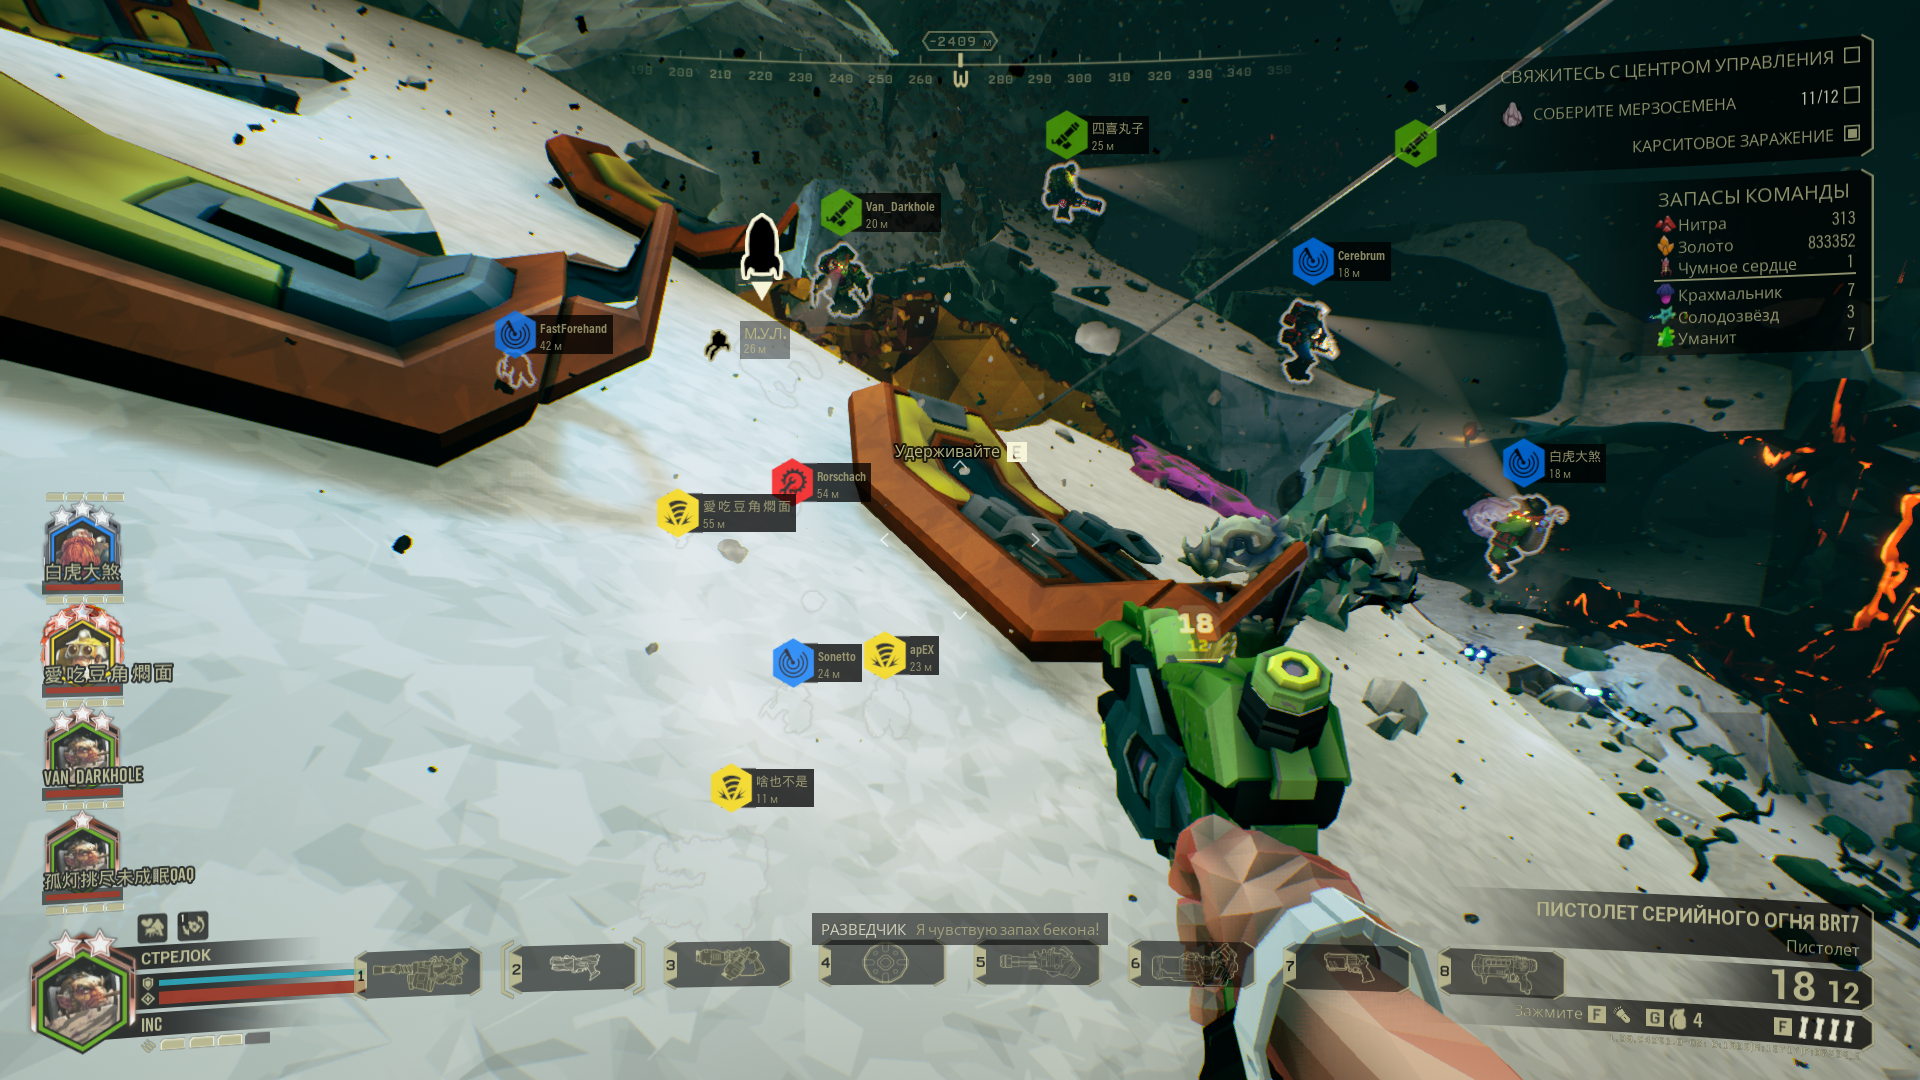 -2409 м
190 200 210 220 230 240 250 260 W 280 290 300 310 320 330 340 350
СВЯЖИТЕСЬ С ЦЕНТРОМ УПРАВЛЕНИЯ
СОБЕРИТЕ МЕРЗОСЕМЕНА 11/12
КАРСИТОВОЕ ЗАРАЖЕНИЕ
ЗАПАСЫ КОМАНДЫ
Нитра 313
Золото 833352
Чумное сердце 1
Крахмальник 7
Солодозвёзд 3
Уманит 7
四喜丸子
25 м
Van_Darkhole
20 м
Cerebrum
18 м
FastForehand
42 м
М.У.Л.
26 м
Удерживайте E
白虎大煞
18 м
Rorschach
54 м
愛吃豆角燜面
55 м
Sonetto
24 м
apEX
23 м
啥也不是
11 м
18
12
白虎大煞
愛吃豆角燜面
VAN_DARKHOLE
孤灯挑尽未成眠QAQ
РАЗВЕДЧИК Я чувствую запах бекона!
СТРЕЛОК
INC
1 2 3 4 5 6 7 8
ПИСТОЛЕТ СЕРИЙНОГО ОГНЯ BRT7
Пистолет
18 12
Зажмите F G 4 F